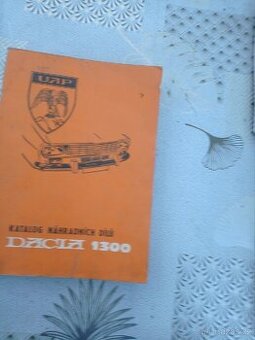 UAP
KATALOG NÁHRADNÍCH DÍLŮ
DACIA 1300